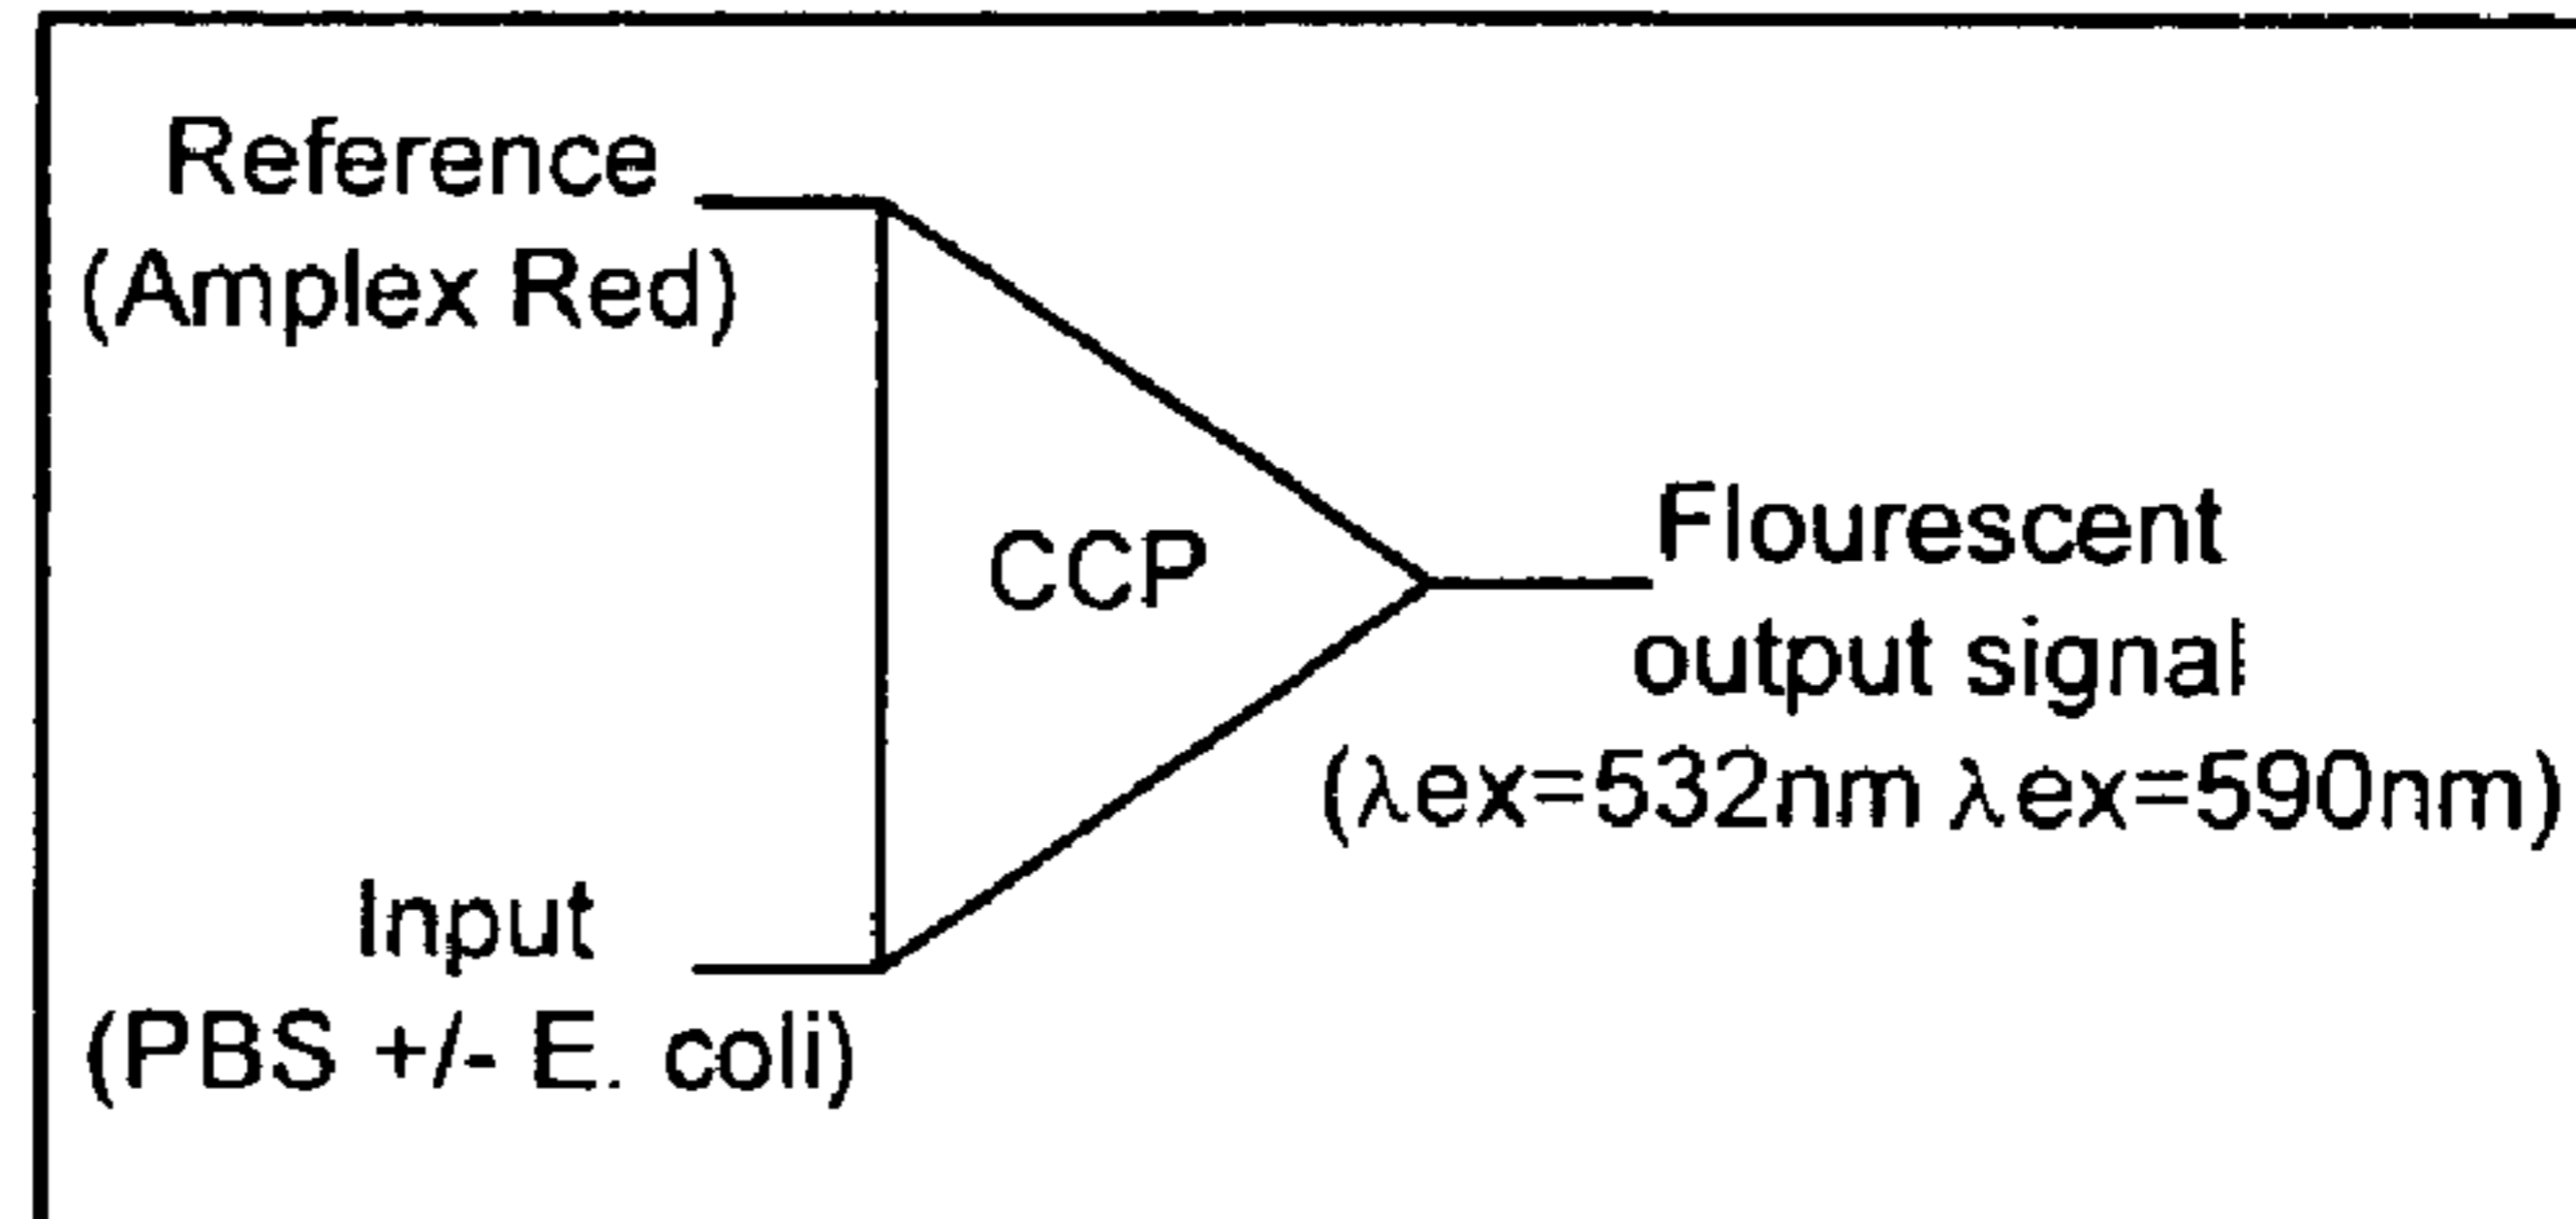 Reference
(Amplex Red)
CCP
Flourescent
output signal
(λex=532nm λex=590nm)
Input
(PBS +/- E. coli)